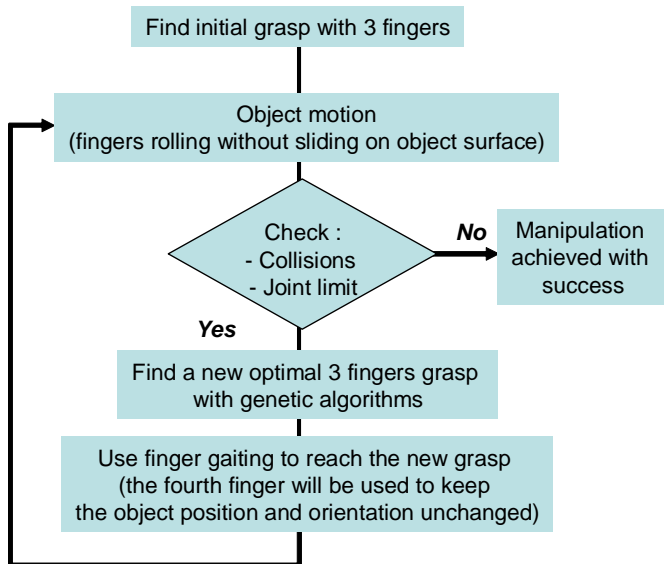 Find initial grasp with 3 fingers
Object motion
(fingers rolling without sliding on object surface)
Check :
- Collisions
- Joint limit
No
Manipulation
achieved with
success
Yes
Find a new optimal 3 fingers grasp
with genetic algorithms
Use finger gaiting to reach the new grasp
(the fourth finger will be used to keep
the object position and orientation unchanged)